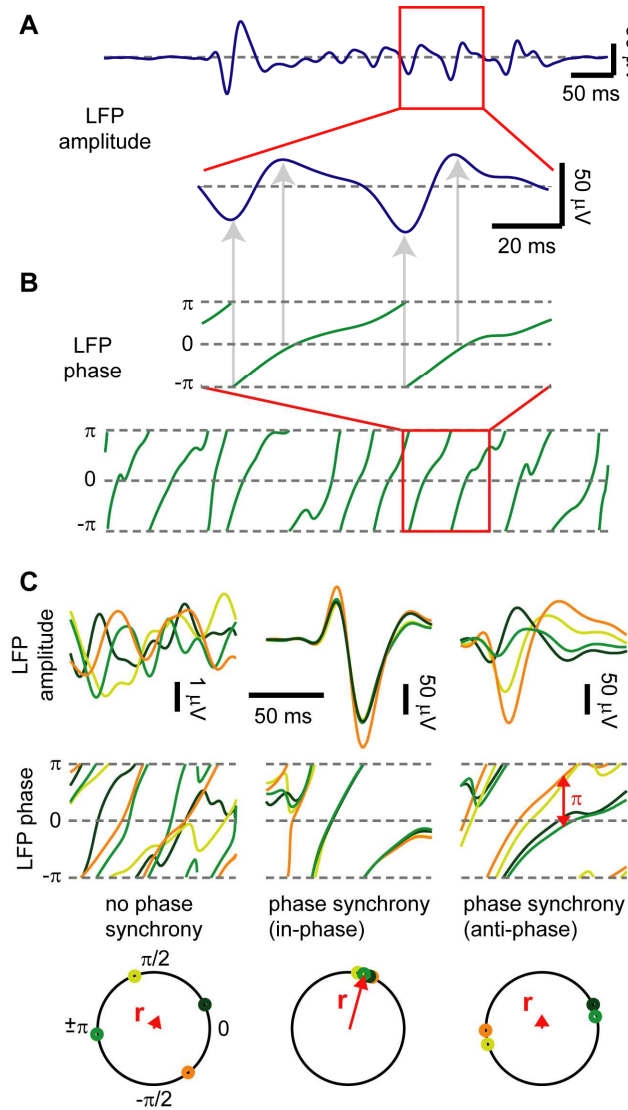 A
50 ms
LFP
amplitude
50 μV
20 ms
B
π
LFP
phase
0
-π
π
0
-π
C
LFP
amplitude
1 μV
50 ms
50 μV
50 μV
LFP phase
π
0
-π
π
no phase
synchrony
phase synchrony
(in-phase)
phase synchrony
(anti-phase)
π/2
r
±π
0
-π/2
r
r